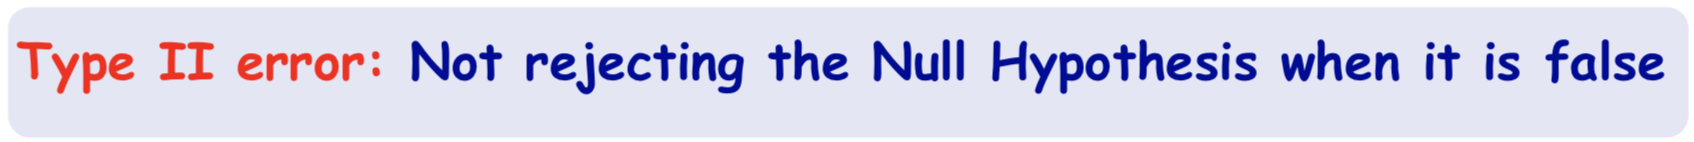 Type II error: Not rejecting the Null Hypothesis when it is false